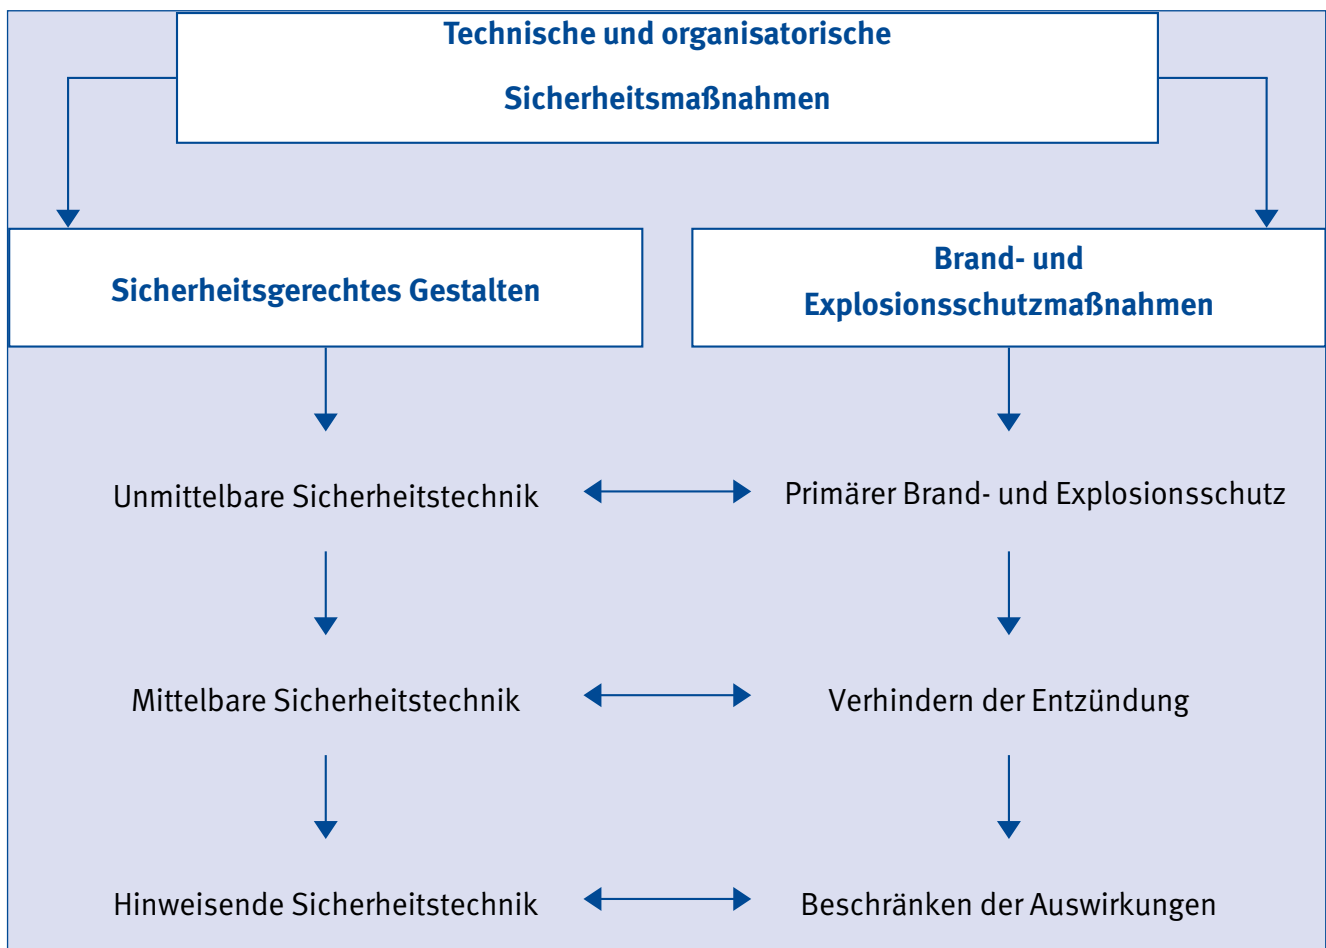 Technische und organisatorische
Sicherheitsmaßnahmen
Sicherheitsgerechtes Gestalten
Brand- und
Explosionsschutzmaßnahmen
Unmittelbare Sicherheitstechnik
Primärer Brand- und Explosionsschutz
Mittelbare Sicherheitstechnik
Verhindern der Entzündung
Hinweisende Sicherheitstechnik
Beschränken der Auswirkungen